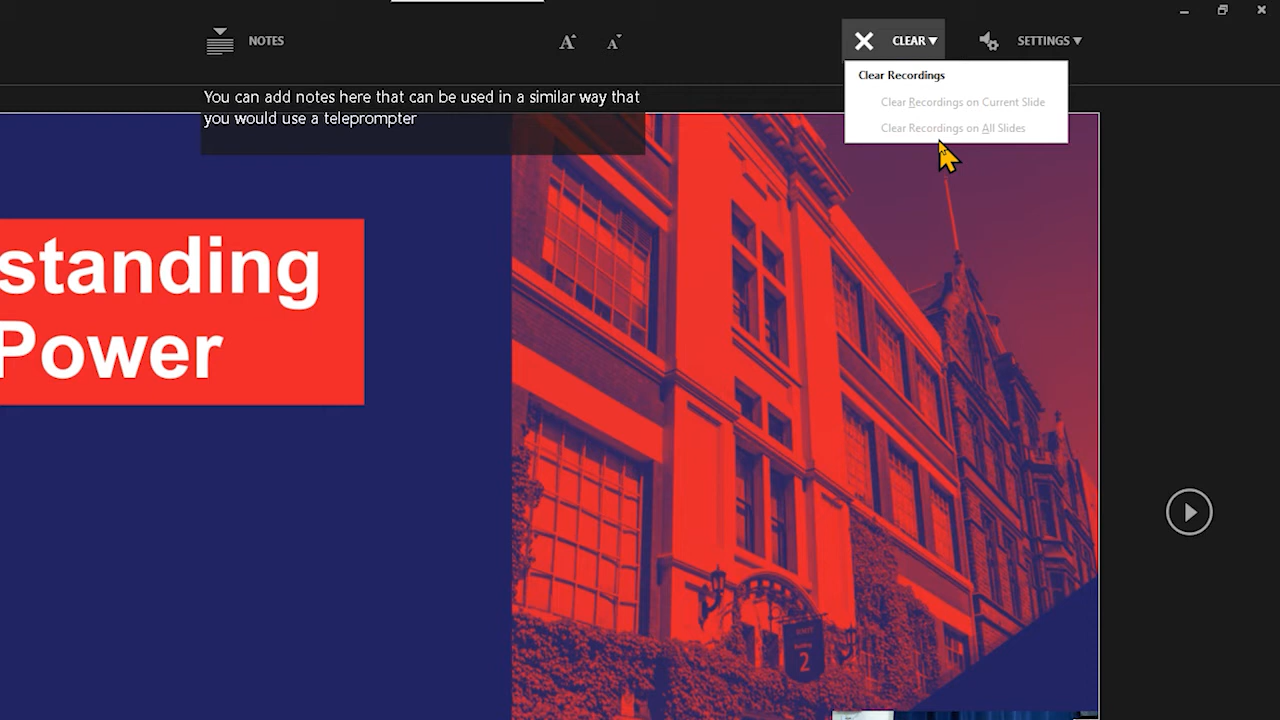 NOTES
A A
CLEAR
SETTINGS
Clear Recordings
Clear Recordings on Current Slide
Clear Recordings on All Slides
You can add notes here that can be used in a similar way that
you would use a teleprompter
standing
Power
2